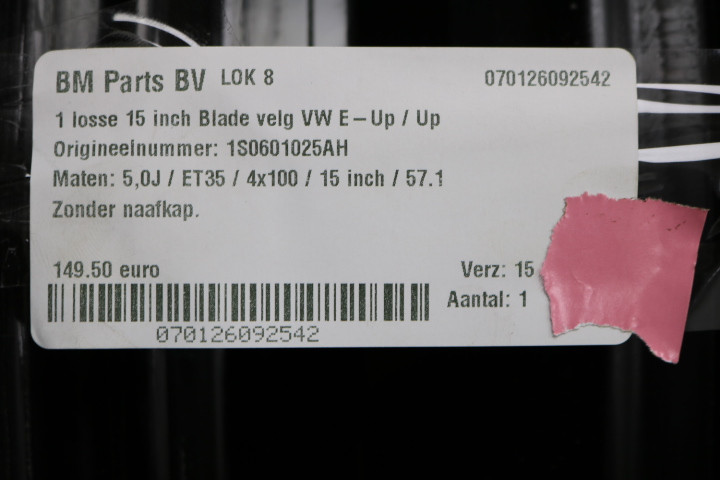 BM Parts BV LOK 8 070126092542
1 losse 15 inch Blade velg VW E-Up / Up
Origineelnummer: 1S0601025AH
Maten: 5,0J / ET35 / 4x100 / 15 inch / 57.1
Zonder naafkap.
149.50 euro Verz: 15
Aantal: 1
070126092542